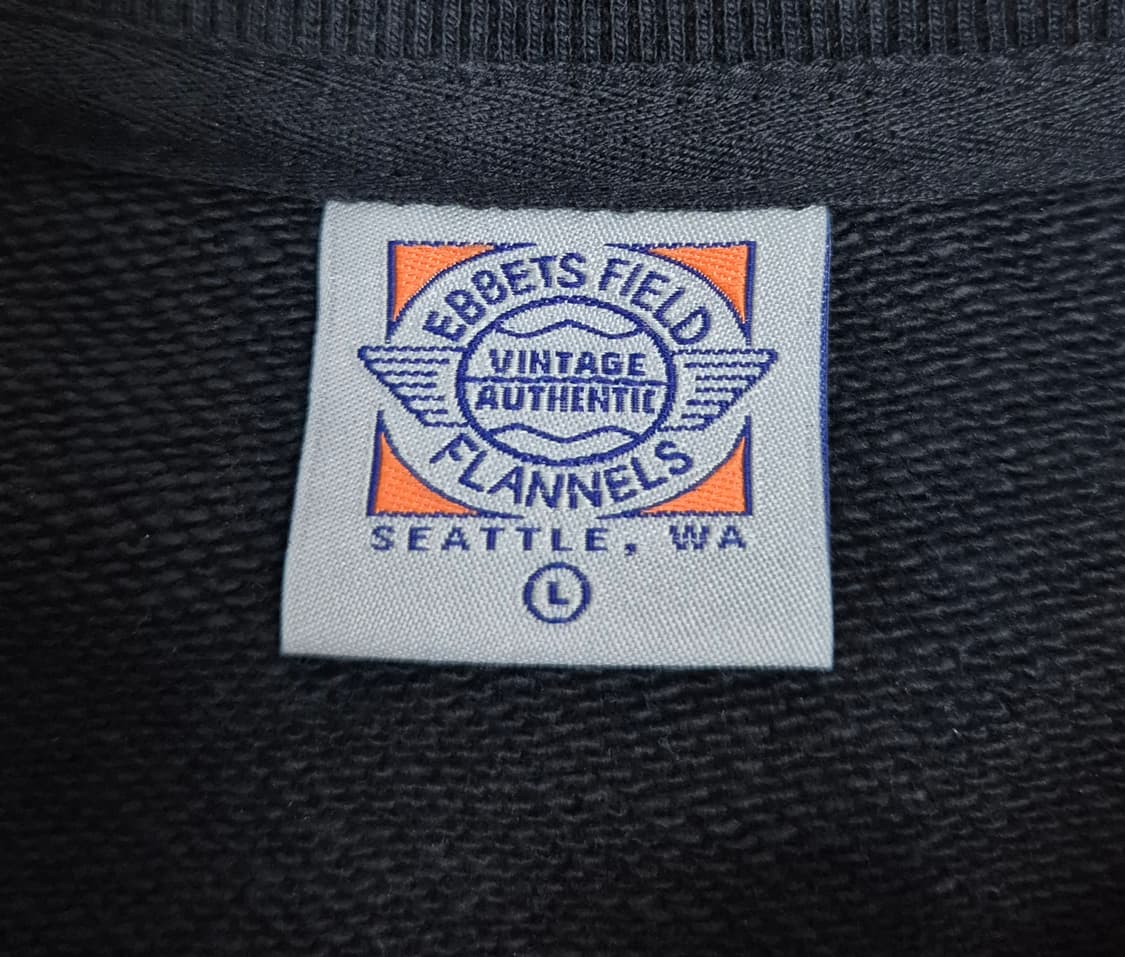 EBBETS FIELD
VINTAGE
AUTHENTIC
FLANNELS
SEATTLE, WA
L